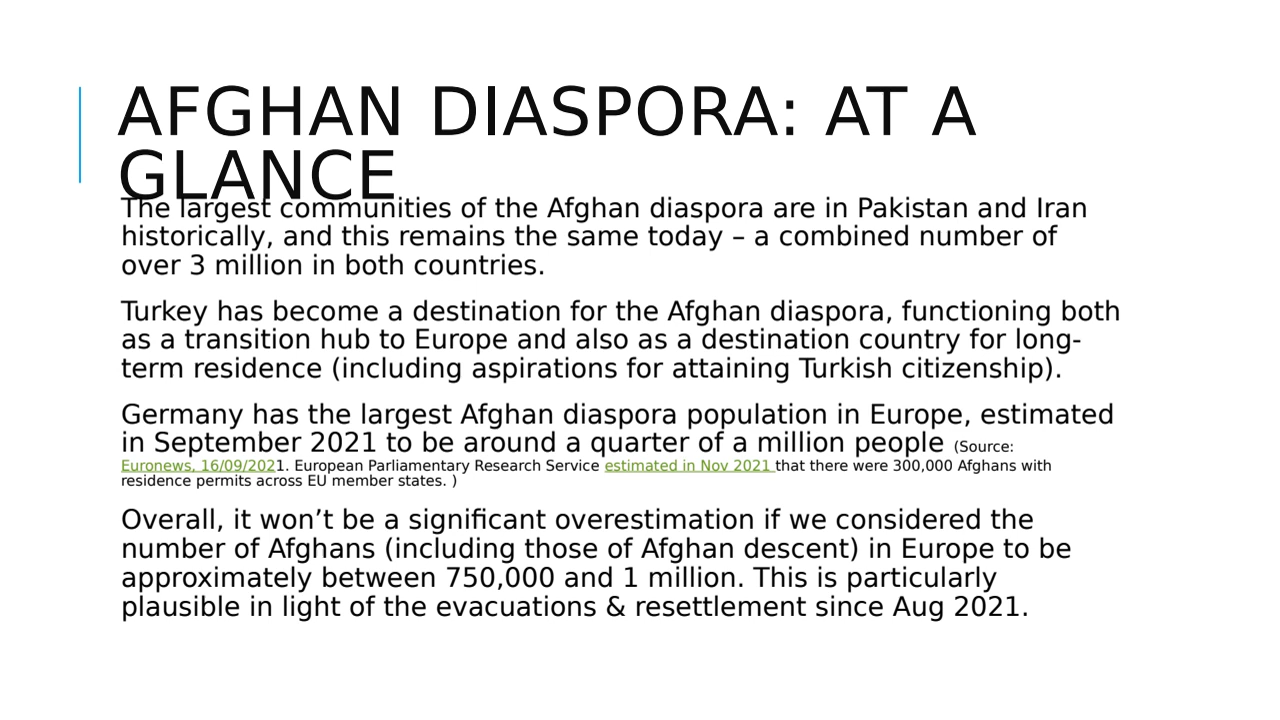 AFGHAN DIASPORA: AT A
GLANCE
The largest communities of the Afghan diaspora are in Pakistan and Iran
historically, and this remains the same today – a combined number of
over 3 million in both countries.
Turkey has become a destination for the Afghan diaspora, functioning both
as a transition hub to Europe and also as a destination country for long-
term residence (including aspirations for attaining Turkish citizenship).
Germany has the largest Afghan diaspora population in Europe, estimated
in September 2021 to be around a quarter of a million people (Source:
Euronews, 16/09/2021. European Parliamentary Research Service estimated in Nov 2021 that there were 300,000 Afghans with
residence permits across EU member states. )
Overall, it won’t be a significant overestimation if we considered the
number of Afghans (including those of Afghan descent) in Europe to be
approximately between 750,000 and 1 million. This is particularly
plausible in light of the evacuations & resettlement since Aug 2021.